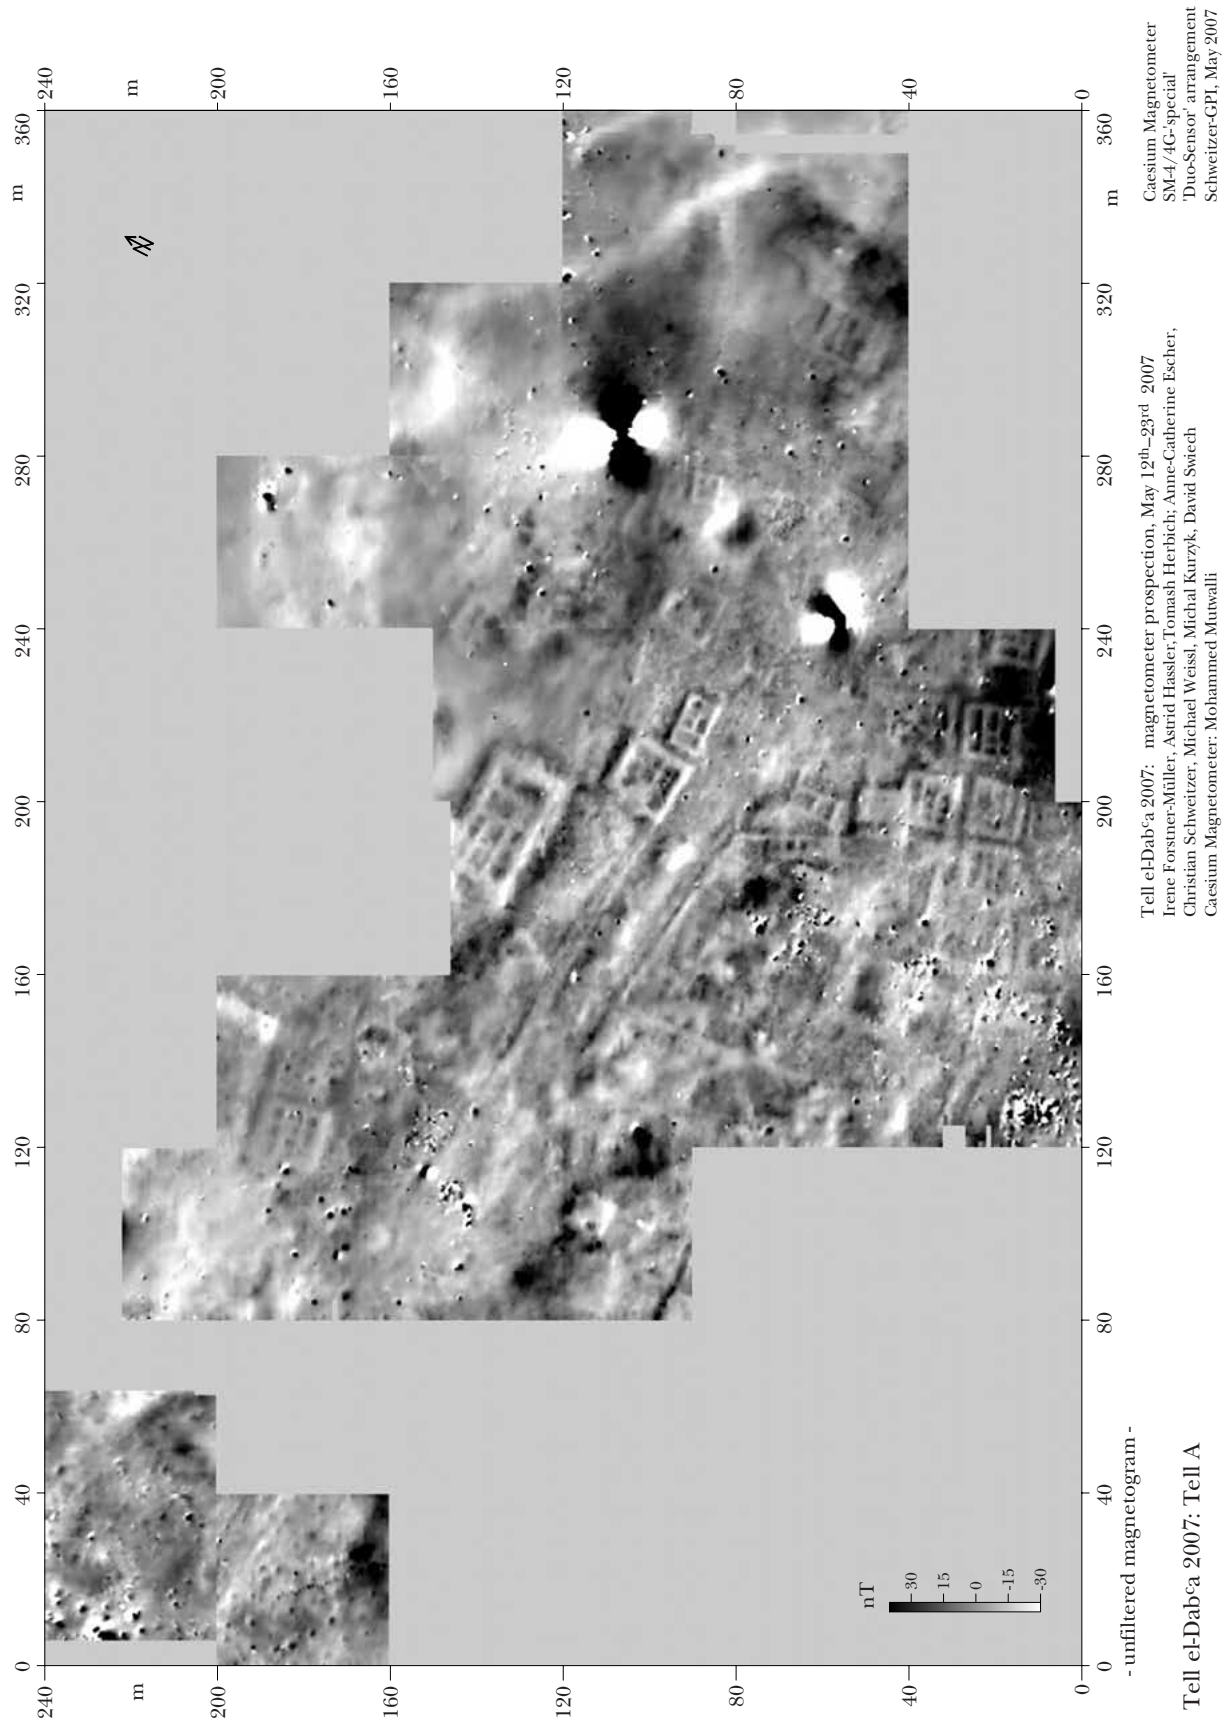 0 40 80 120 160 200 240 280 320 m 360
240 240
m m
200 200
160 160
120 120
80 80
40 40
0 0
N
nT
30
15
0
-15
-30
0 40 80 120 160 200 240 280 320 m 360
- unfiltered magnetogram -
Tell el-Dabᶜa 2007: Tell A
Tell el-Dabᶜa 2007: magnetometer prospection, May 12th–23rd 2007
Irene Forstner-Müller, Astrid Hassler,Tomash Herbich; Anne-Catherine Escher,
Christian Schweitzer, Michael Weissl, Michal Kurzyk, David Swiech
Caesium Magnetometer: Mohammed Mutwalli
Caesium Magnetometer
SM-4/4G-'special'
'Duo-Sensor' arrangement
Schweitzer-GPI, May 2007